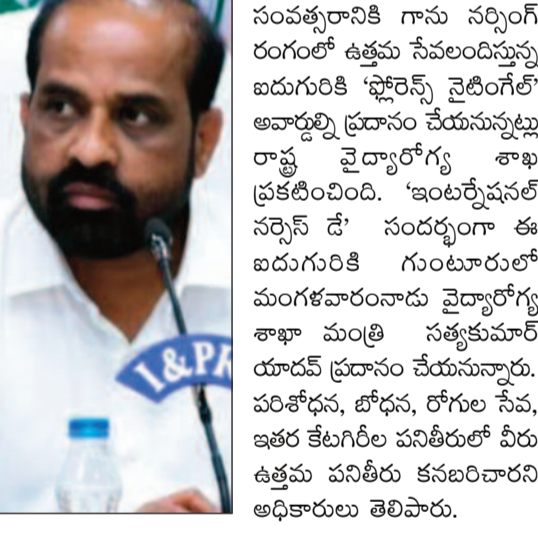 సంవత్సరానికి గాను నర్సింగ్
రంగంలో ఉత్తమ సేవలందిస్తున్న
ఐదుగురికి ‘ఫ్లోరెన్స్ నైటింగేల్’
అవార్డుల్ని ప్రదానం చేయనున్నట్లు
రాష్ట్ర వైద్యారోగ్య శాఖ
ప్రకటించింది. ‘ఇంటర్నేషనల్
నర్సెస్ డే’ సందర్భంగా ఈ
ఐదుగురికి గుంటూరులో
మంగళవారంనాడు వైద్యారోగ్య
శాఖా మంత్రి సత్యకుమార్
యాదవ్ ప్రదానం చేయనున్నారు.
పరిశోధన, బోధన, రోగుల సేవ,
ఇతర కేటగిరీల పనితీరులో వీరు
ఉత్తమ పనితీరు కనబరిచారని
అధికారులు తెలిపారు.
I&PR